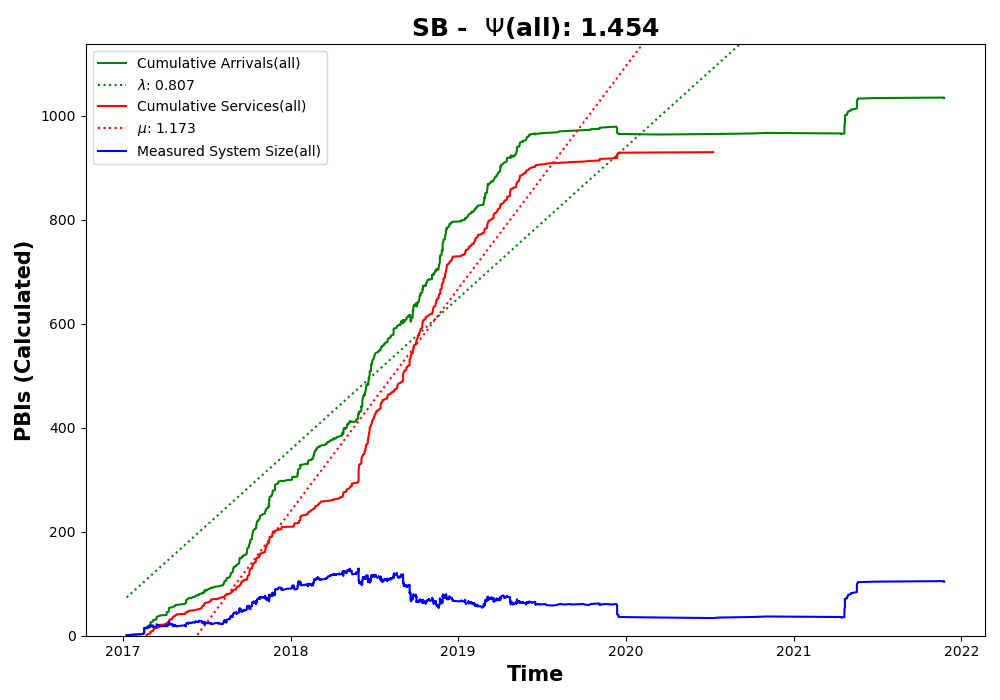 SB -  Ψ(all): 1.454
Cumulative Arrivals(all)
λ: 0.807
Cumulative Services(all)
μ: 1.173
Measured System Size(all)
PBIs (Calculated)
1000
800
600
400
200
0
2017 2018 2019 2020 2021 2022
Time